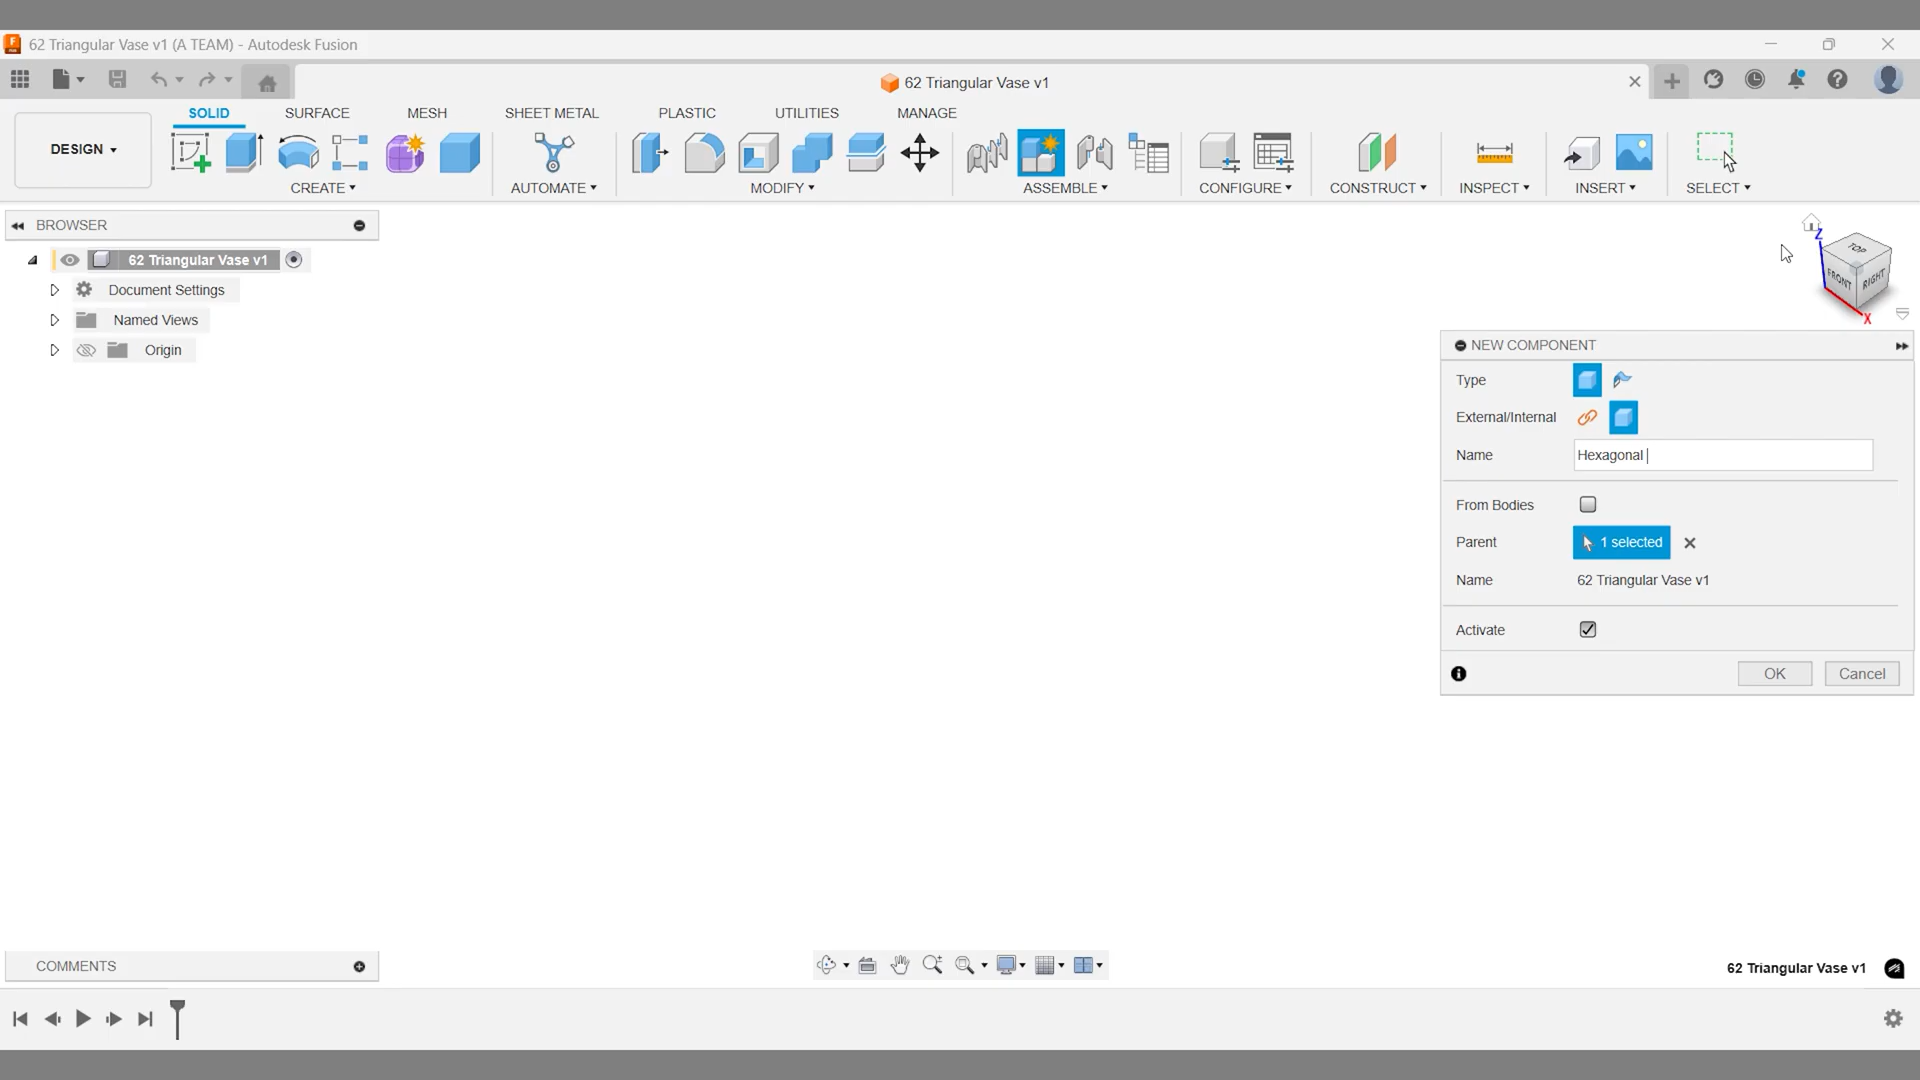 62 Triangular Vase v1 (A TEAM) - Autodesk Fusion
62 Triangular Vase v1
SOLID SURFACE MESH SHEET METAL PLASTIC UTILITIES MANAGE
DESIGN
CREATE AUTOMATE MODIFY ASSEMBLE CONFIGURE CONSTRUCT INSPECT INSERT SELECT
BROWSER
62 Triangular Vase v1
Document Settings
Named Views
Origin
Z
TOP
FRONT RIGHT
X
NEW COMPONENT
Type
External/Internal
Name Hexagonal
From Bodies
Parent 1 selected
Name 62 Triangular Vase v1
Activate
OK Cancel
COMMENTS
62 Triangular Vase v1